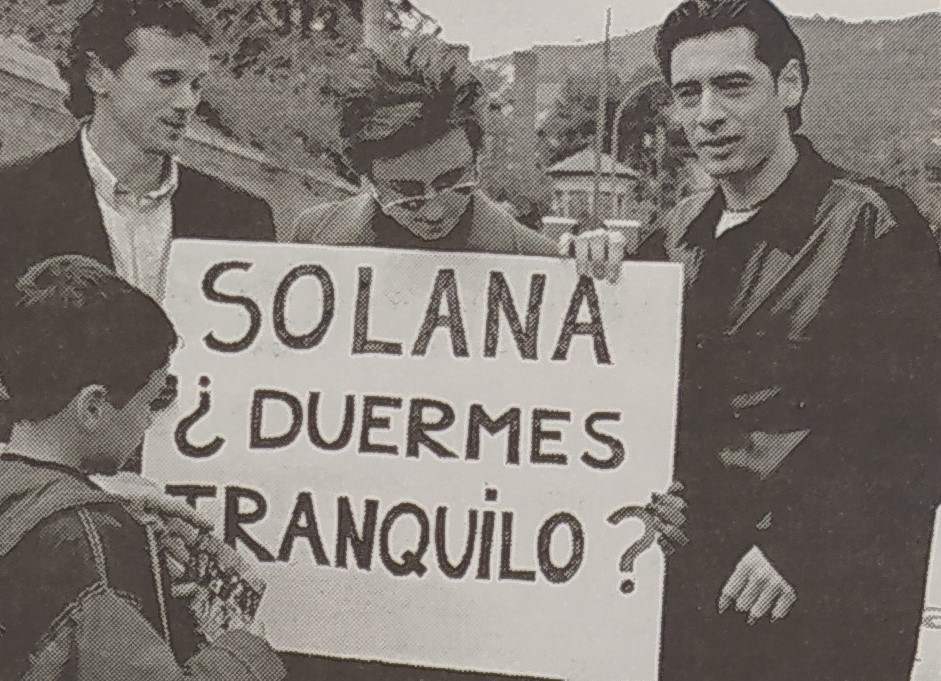 SOLANA
¿DUERMES
TRANQUILO?